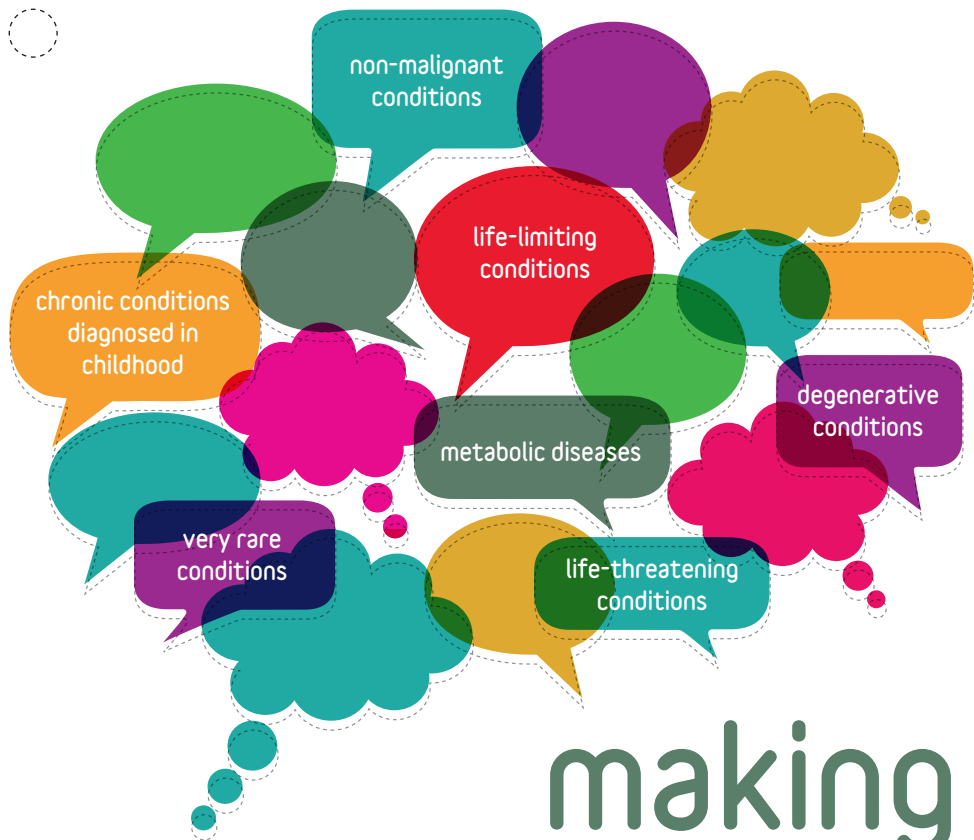 non-malignant
conditions
life-limiting
conditions
chronic conditions
diagnosed in
childhood
degenerative
conditions
metabolic diseases
very rare
conditions
life-threatening
conditions
making